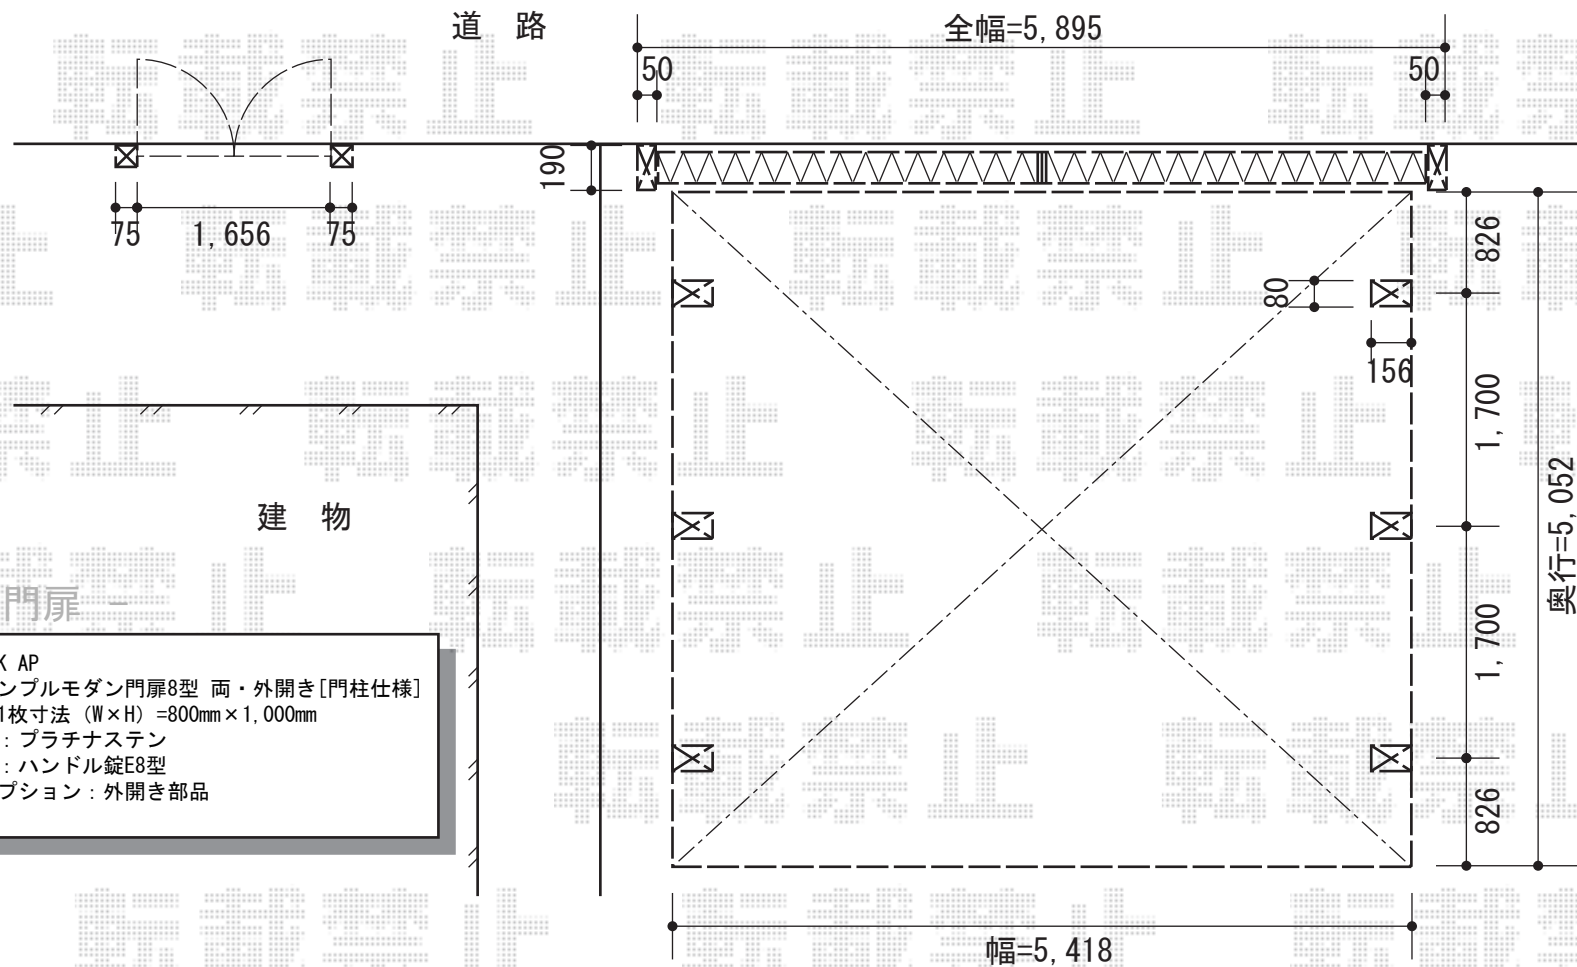 道 路
全幅=5,895
50
50
190
75
1,656
75
826
80
156
1,700
建 物
奥行=5,052
門扉 −
1,700
K AP
ンプルモダン門扉8型 両・外開き[門柱仕様]
1枚寸法 (W×H) =800mm×1,000mm
：プラチナステン
：ハンドル錠E8型
プション：外開き部品
826
幅=5,418
転載禁止